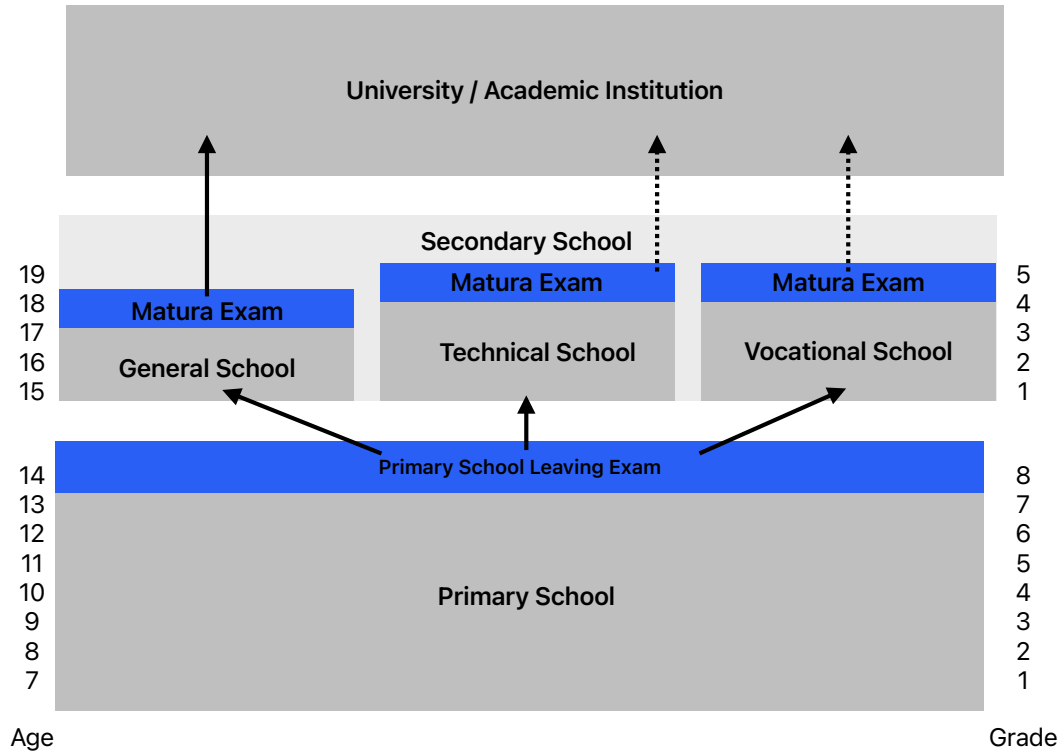 University / Academic Institution
Secondary School
19
Matura Exam
Matura Exam
5
18
Matura Exam
4
17
3
Technical School
Vocational School
16
General School
2
15
1
Primary School Leaving Exam
14
8
13
7
12
6
11
5
10
Primary School
4
9
3
8
2
7
1
Age
Grade